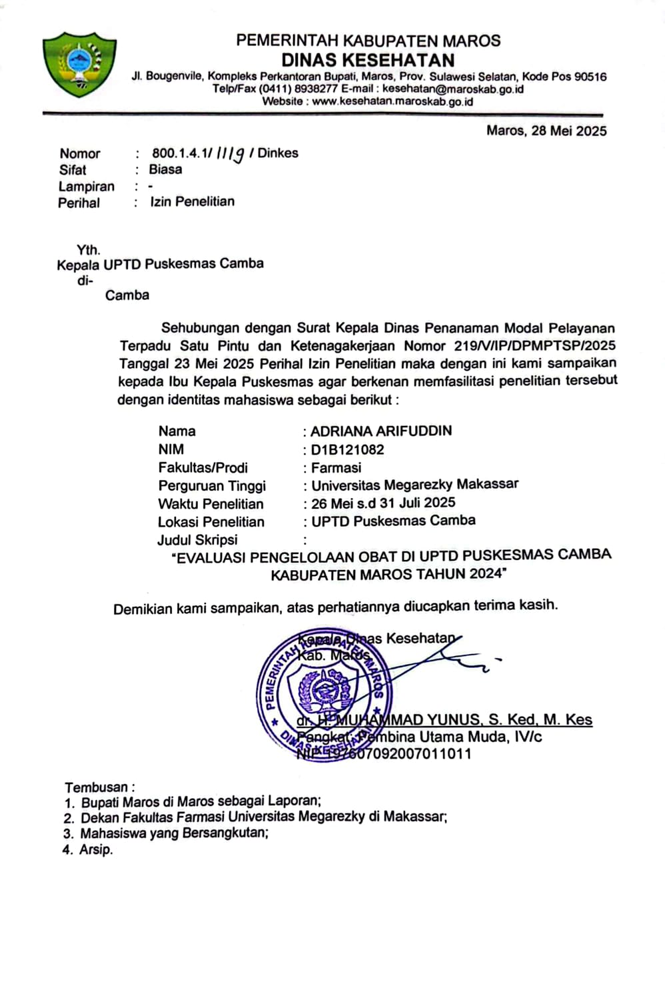 PEMERINTAH KABUPATEN MAROS
DINAS KESEHATAN
Jl. Bougenvile, Kompleks Perkantoran Bupati, Maros, Prov. Sulawesi Selatan, Kode Pos 90516
Telp/Fax (0411) 8938277 E-mail : kesehatan@maroskab.go.id
Website : www.kesehatan.maroskab.go.id
Maros, 28 Mei 2025
Nomor : 800.1.4.1/ 1119 / Dinkes
Sifat : Biasa
Lampiran : -
Perihal : Izin Penelitian
Yth.
Kepala UPTD Puskesmas Camba
di-
Camba
Sehubungan dengan Surat Kepala Dinas Penanaman Modal Pelayanan
Terpadu Satu Pintu dan Ketenagakerjaan Nomor 219/V/IP/DPMPTSP/2025
Tanggal 23 Mei 2025 Perihal Izin Penelitian maka dengan ini kami sampaikan
kepada Ibu Kepala Puskesmas agar berkenan memfasilitasi penelitian tersebut
dengan identitas mahasiswa sebagai berikut :
Nama : ADRIANA ARIFUDDIN
NIM : D1B121082
Fakultas/Prodi : Farmasi
Perguruan Tinggi : Universitas Megarezky Makassar
Waktu Penelitian : 26 Mei s.d 31 Juli 2025
Lokasi Penelitian : UPTD Puskesmas Camba
Judul Skripsi :
"EVALUASI PENGELOLAAN OBAT DI UPTD PUSKESMAS CAMBA
KABUPATEN MAROS TAHUN 2024"
Demikian kami sampaikan, atas perhatiannya diucapkan terima kasih.
Kepala Dinas Kesehatan
Kab. Maros,
PEMERINTAH KABUPATEN MAROS
★ DINAS KESEHATAN ★
dr. H. MUHAMMAD YUNUS, S. Ked, M. Kes
Pangkat: Pembina Utama Muda, IV/c
NIP 197607092007011011
Tembusan :
1. Bupati Maros di Maros sebagai Laporan;
2. Dekan Fakultas Farmasi Universitas Megarezky di Makassar;
3. Mahasiswa yang Bersangkutan;
4. Arsip.